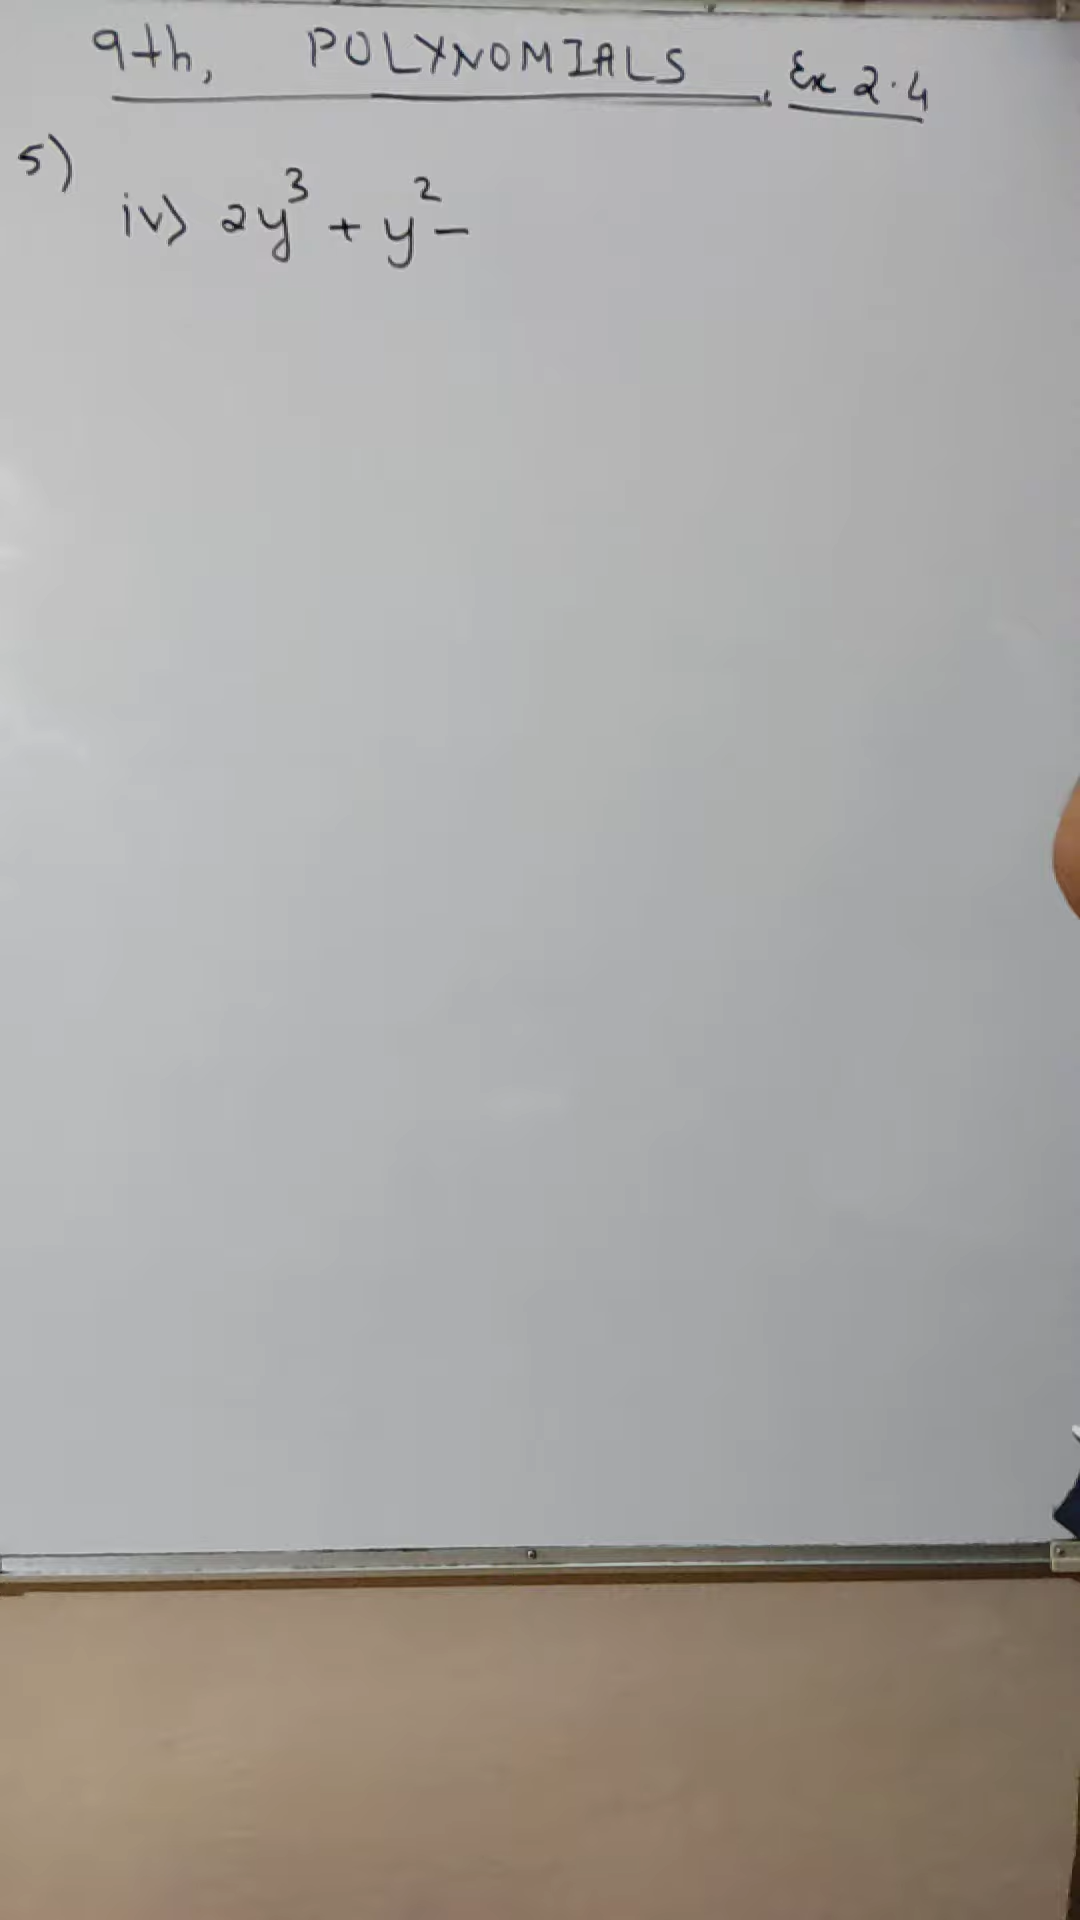 9th, POLYNOMIALS, Ex 2.4
5)
iv) 2y³ + y² -